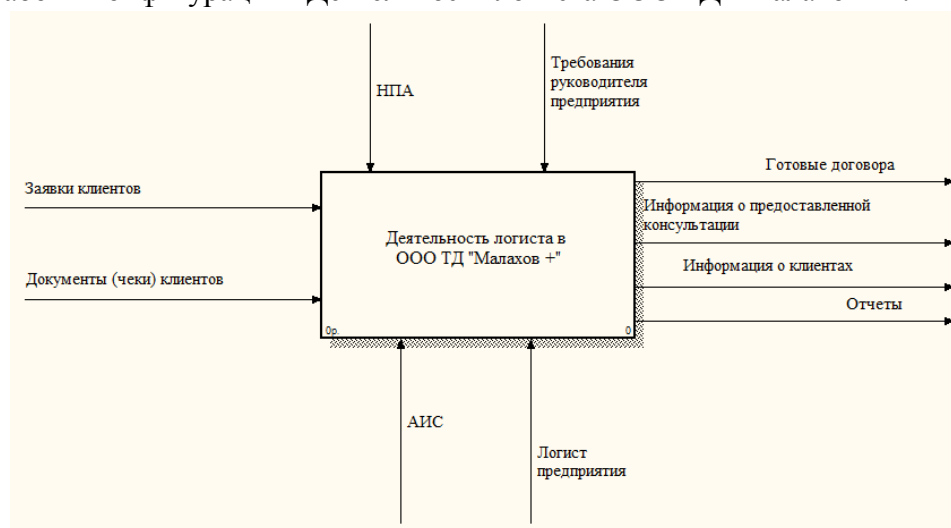 НПА
Требования
руководителя
предприятия
Готовые договора
Заявки клиентов
Информация о предоставленной
консультации
Деятельность логиста в
ООО ТД "Малахов +"
Информация о клиентах
Документы (чеки) клиентов
Отчеты
0р.
0
АИС
Логист
предприятия